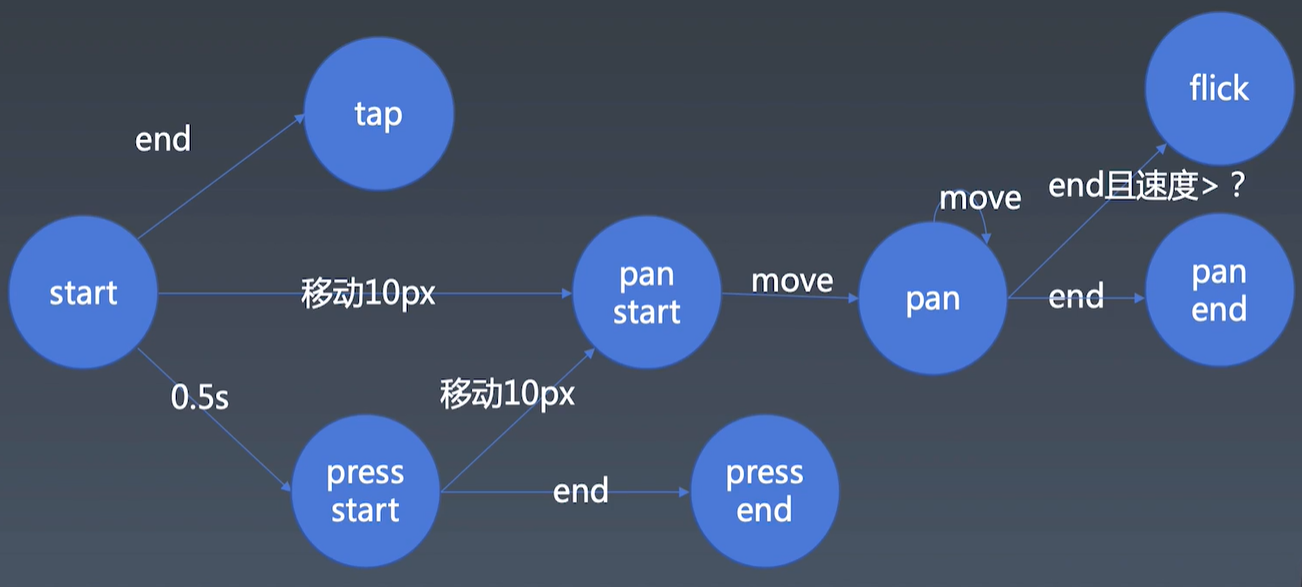 flick
tap
end
end且速度>？
move
start
移动10px
pan
start
move
pan
end
pan
end
0.5s
移动10px
press
start
end
press
end